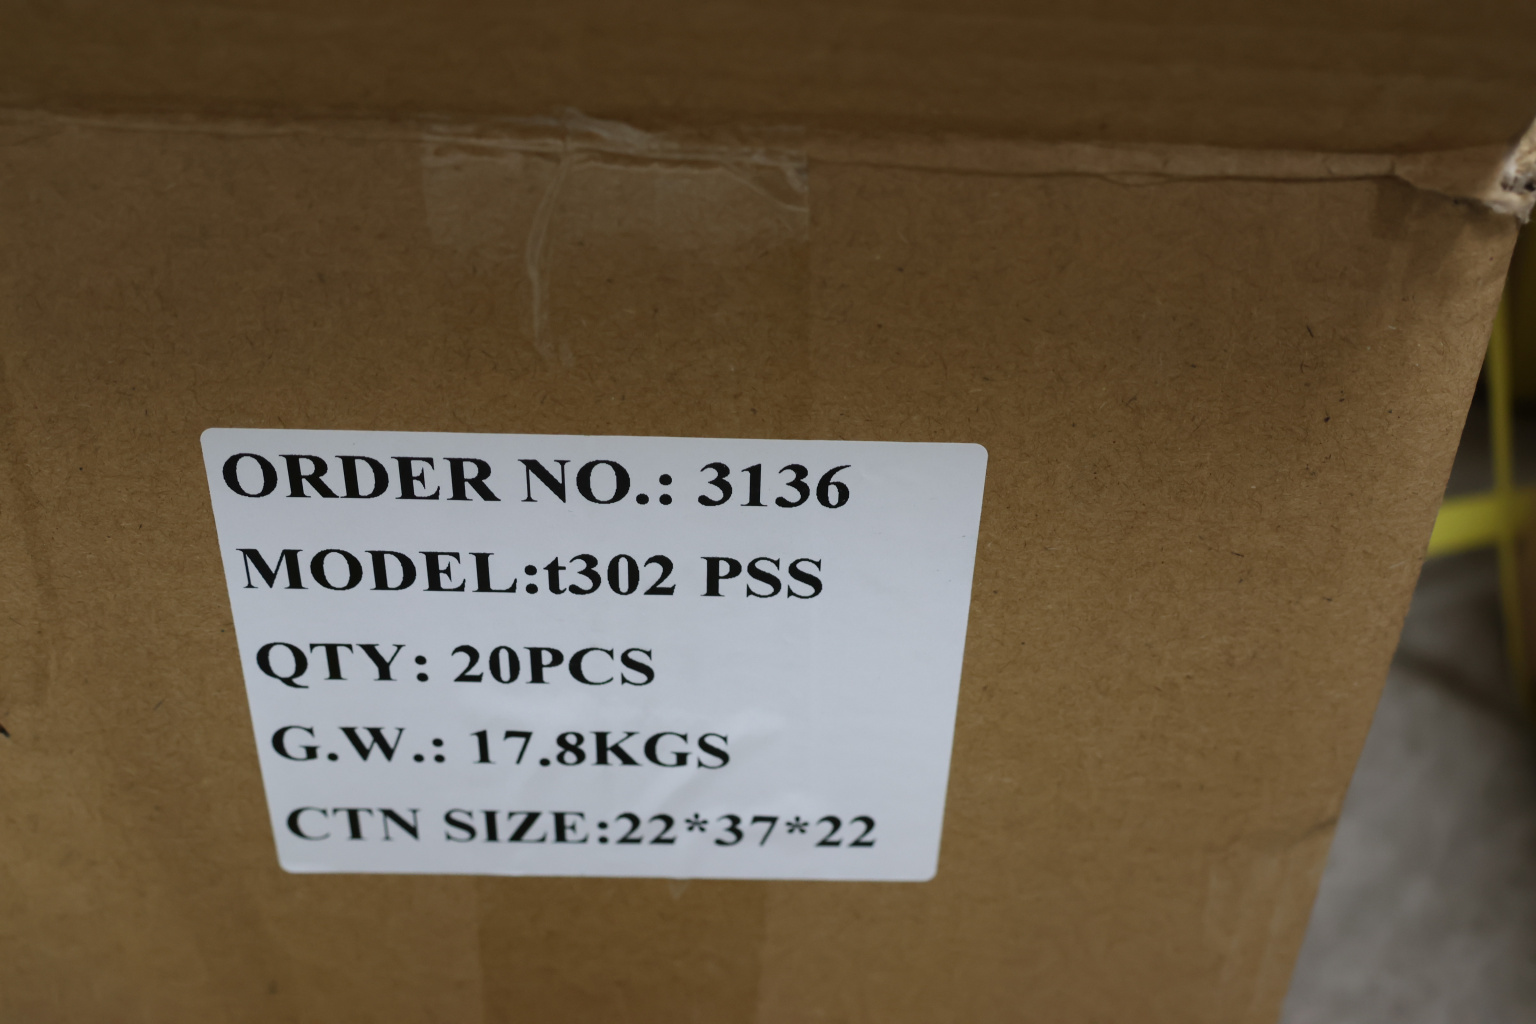 ORDER NO.: 3136
MODEL:t302 PSS
QTY: 20PCS
G.W.: 17.8KGS
CTN SIZE:22*37*22